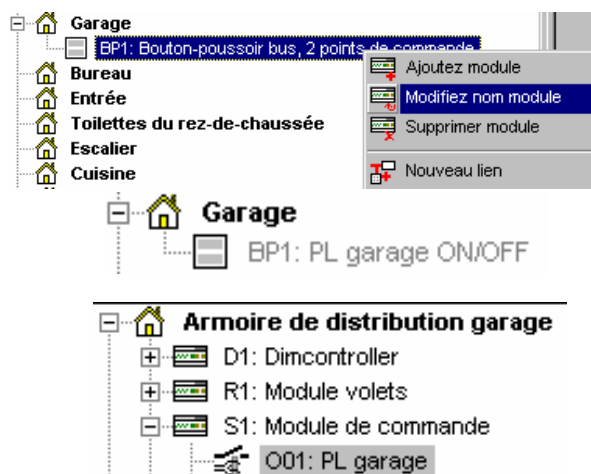 Garage
BP1: Bouton-poussoir bus, 2 points de commande
Ajoutez module
Bureau
Modifiez nom module
Entrée
Toilettes du rez-de-chaussée
Supprimer module
Escalier
Cuisine
Nouveau lien
Garage
BP1: PL garage ON/OFF
Armoire de distribution garage
D1: Dimcontroller
R1: Module volets
S1: Module de commande
O01: PL garage